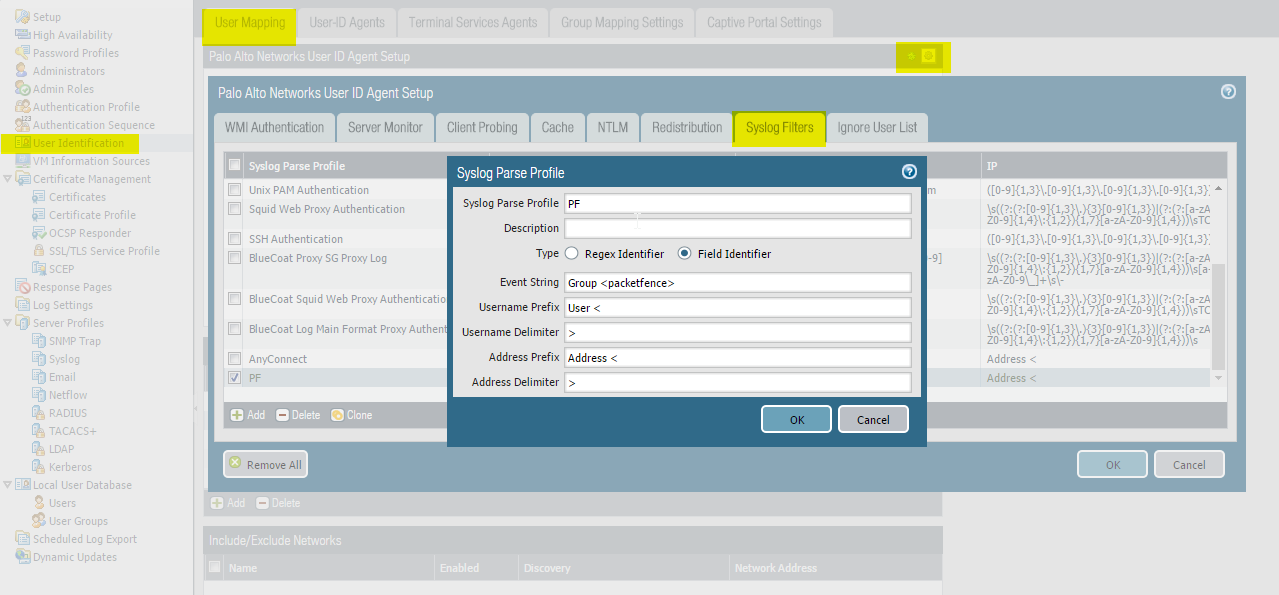 Setup
High Availability
Password Profiles
Administrators
Admin Roles
Authentication Profile
Authentication Sequence
User Identification
VM Information Sources
Certificate Management
Certificates
Certificate Profile
OCSP Responder
SSL/TLS Service Profile
SCEP
Response Pages
Log Settings
Server Profiles
SNMP Trap
Syslog
Email
Netflow
RADIUS
TACACS+
LDAP
Kerberos
Local User Database
Users
User Groups
Scheduled Log Export
Dynamic Updates
User Mapping User-ID Agents Terminal Services Agents Group Mapping Settings Captive Portal Settings
Palo Alto Networks User ID Agent Setup
Palo Alto Networks User ID Agent Setup
WMI Authentication Server Monitor Client Probing Cache NTLM Redistribution Syslog Filters Ignore User List
Syslog Parse Profile IP
Unix PAM Authentication ([0-9]{1,3}\.[0-9]{1,3}\.[0-9]{1,3}\.[0-9]{1,3})
Squid Web Proxy Authentication \s((?:(?:[0-9]{1,3}\.){3}[0-9]{1,3})|(?:(?:[a-zA-
Z0-9]{1,4}\:{1,2}){1,7}[a-zA-Z0-9]{1,4}))\sTC
SSH Authentication ([0-9]{1,3}\.[0-9]{1,3}\.[0-9]{1,3}\.[0-9]{1,3})
BlueCoat Proxy SG Proxy Log \s((?:(?:[0-9]{1,3}\.){3}[0-9]{1,3})|(?:(?:[a-zA-
Z0-9]{1,4}\:{1,2}){1,7}[a-zA-Z0-9]{1,4}))\s[a-
zA-Z0-9\_]+\s\-
BlueCoat Squid Web Proxy Authentication \s((?:(?:[0-9]{1,3}\.){3}[0-9]{1,3})|(?:(?:[a-zA-
Z0-9]{1,4}\:{1,2}){1,7}[a-zA-Z0-9]{1,4}))\sTC
BlueCoat Log Main Format Proxy Authent \s((?:(?:[0-9]{1,3}\.){3}[0-9]{1,3})|(?:(?:[a-zA-
Z0-9]{1,4}\:{1,2}){1,7}[a-zA-Z0-9]{1,4}))\s
AnyConnect Address <
PF Address <
Add Delete Clone
Remove All OK Cancel
Syslog Parse Profile
Syslog Parse Profile PF
Description
Type Regex Identifier Field Identifier
Event String Group <packetfence>
Username Prefix User <
Username Delimiter >
Address Prefix Address <
Address Delimiter >
OK Cancel
Add Delete
Include/Exclude Networks
Name Enabled Discovery Network Address